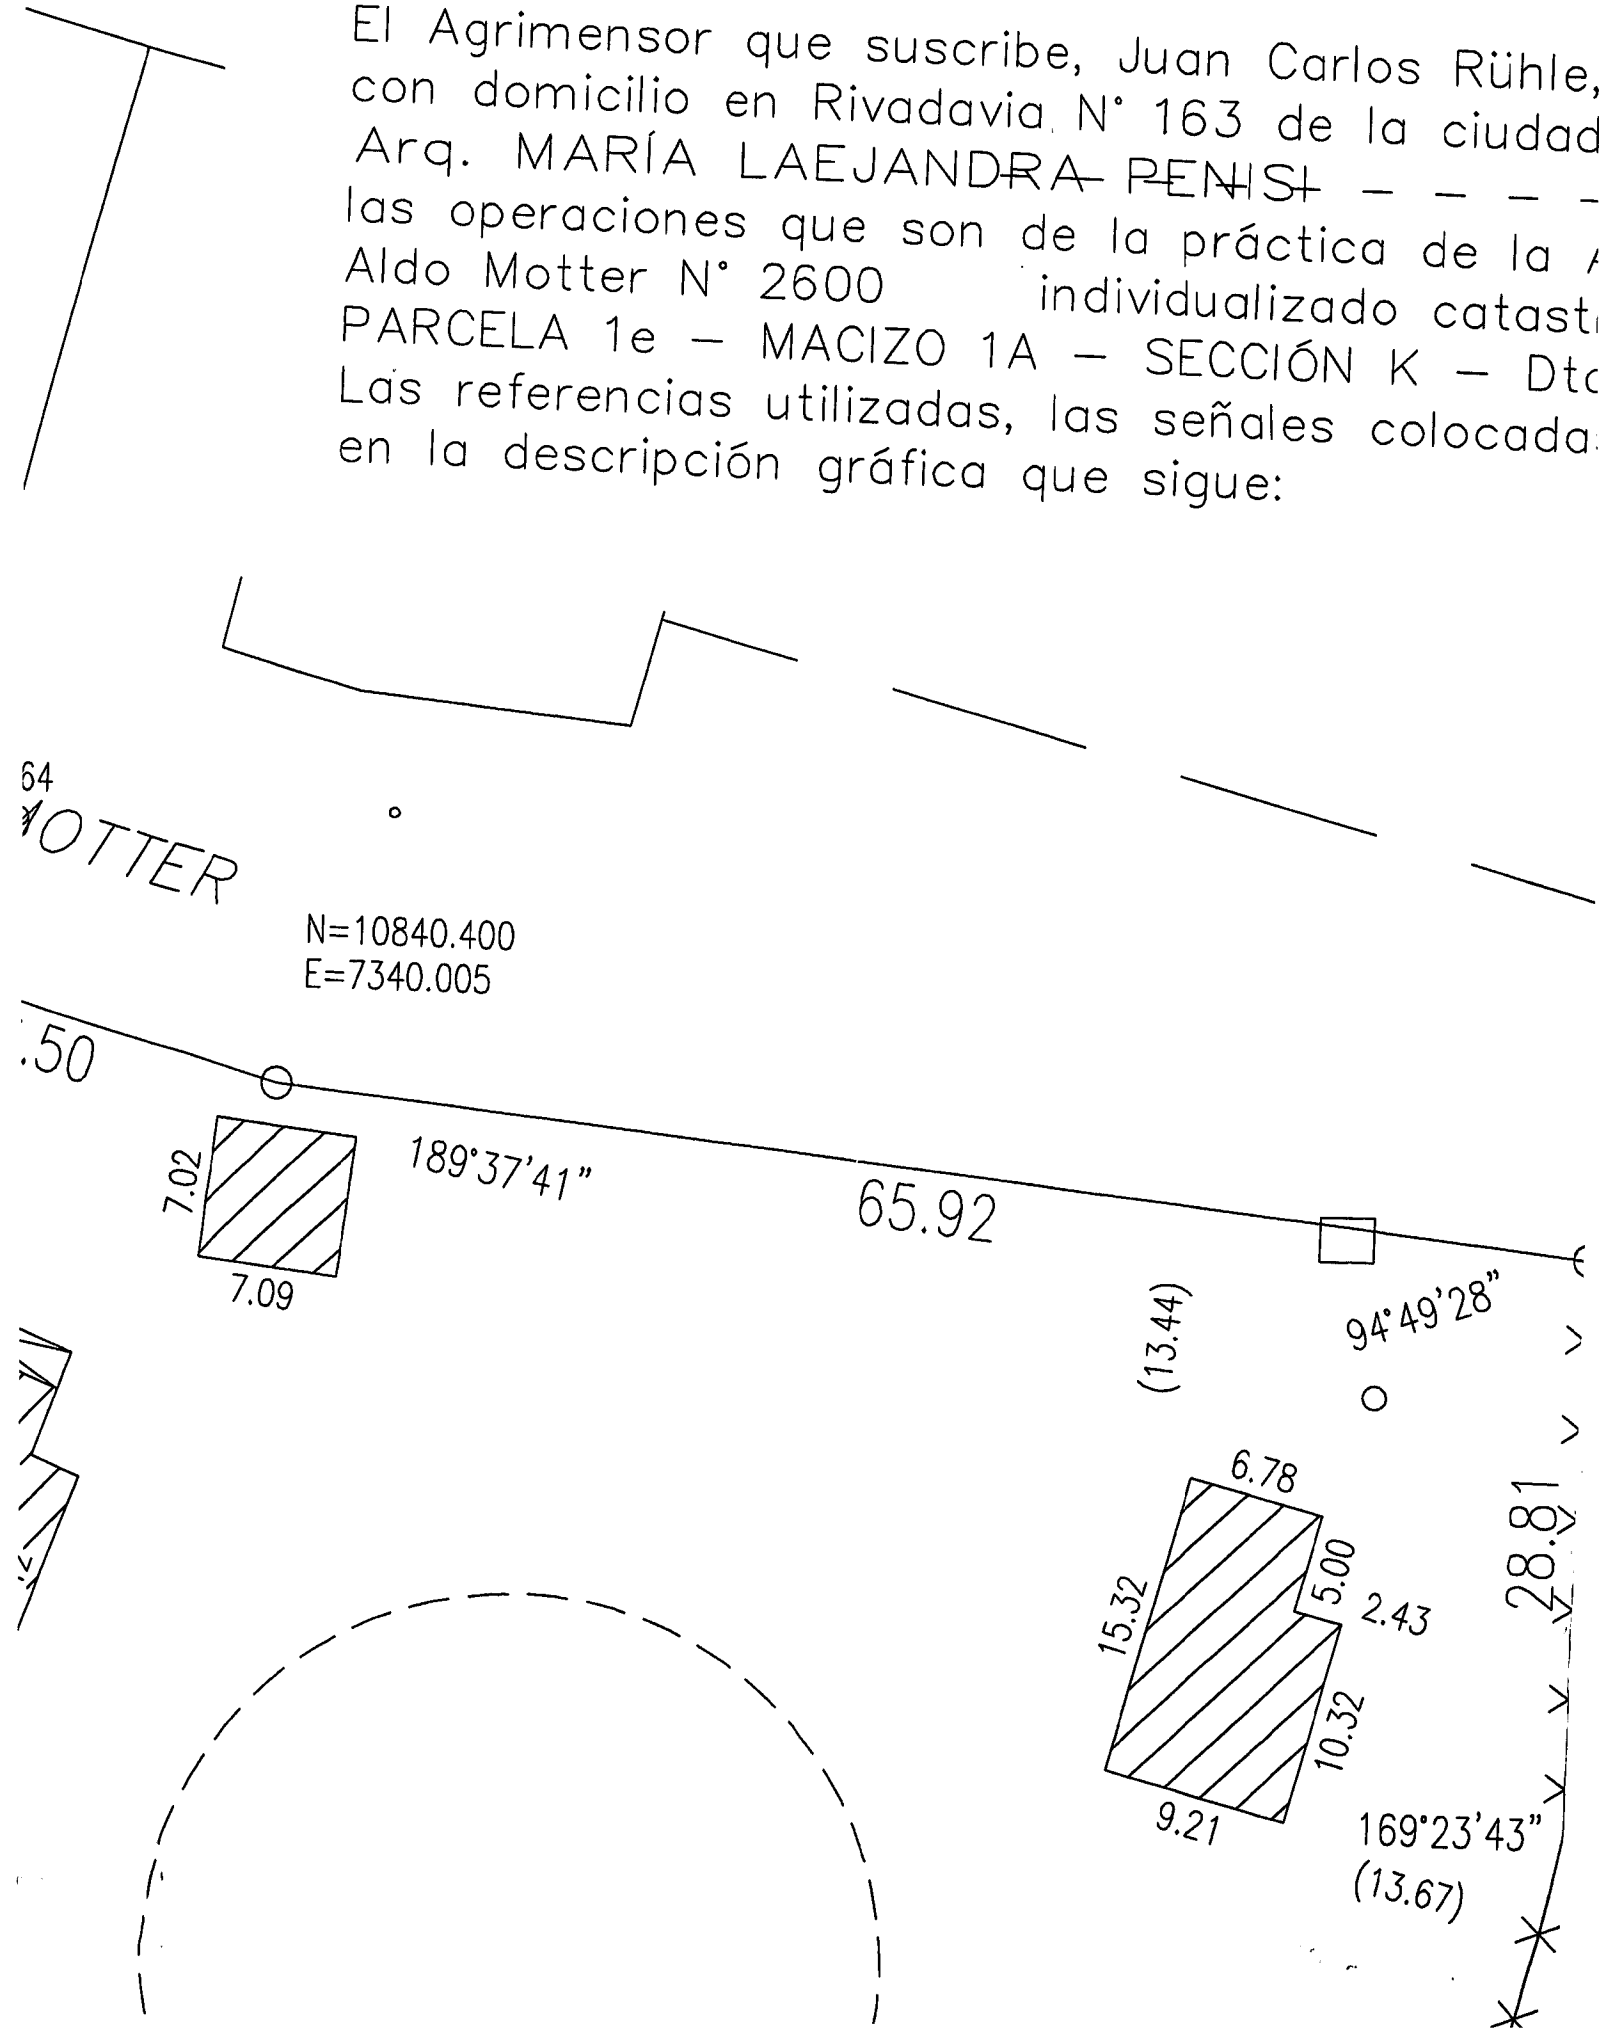 El Agrimensor que suscribe, Juan Carlos Rühle,
con domicilio en Rivadavia N° 163 de la ciudad
Arq. MARÍA LAEJANDRA PENISI – – – –
las operaciones que son de la práctica de la
Aldo Motter N° 2600 individualizado
PARCELA 1e – MACIZO 1A – SECCIÓN K –
Las referencias utilizadas, las señales
en la descripción gráfica que sigue:
64
OTTER
N=10840.400
E=7340.005
.50
189°37'41"
65.92
7.02
7.09
(13.44)
94°49'28"
6.78
28.81
5.00
2.43
15.32
10.32
9.21
169°23'43"
(13.67)